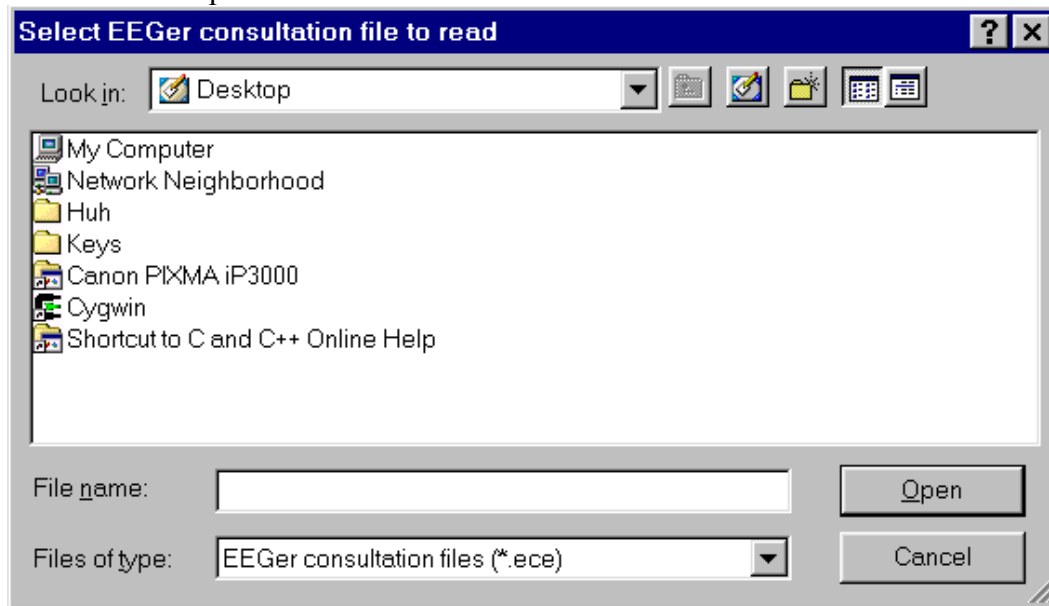 Select EEGer consultation file to read
Look in: Desktop
My Computer
Network Neighborhood
Huh
Keys
Canon PIXMA iP3000
Cygwin
Shortcut to C and C++ Online Help
File name: Open
Files of type: EEGer consultation files (*.ece) Cancel